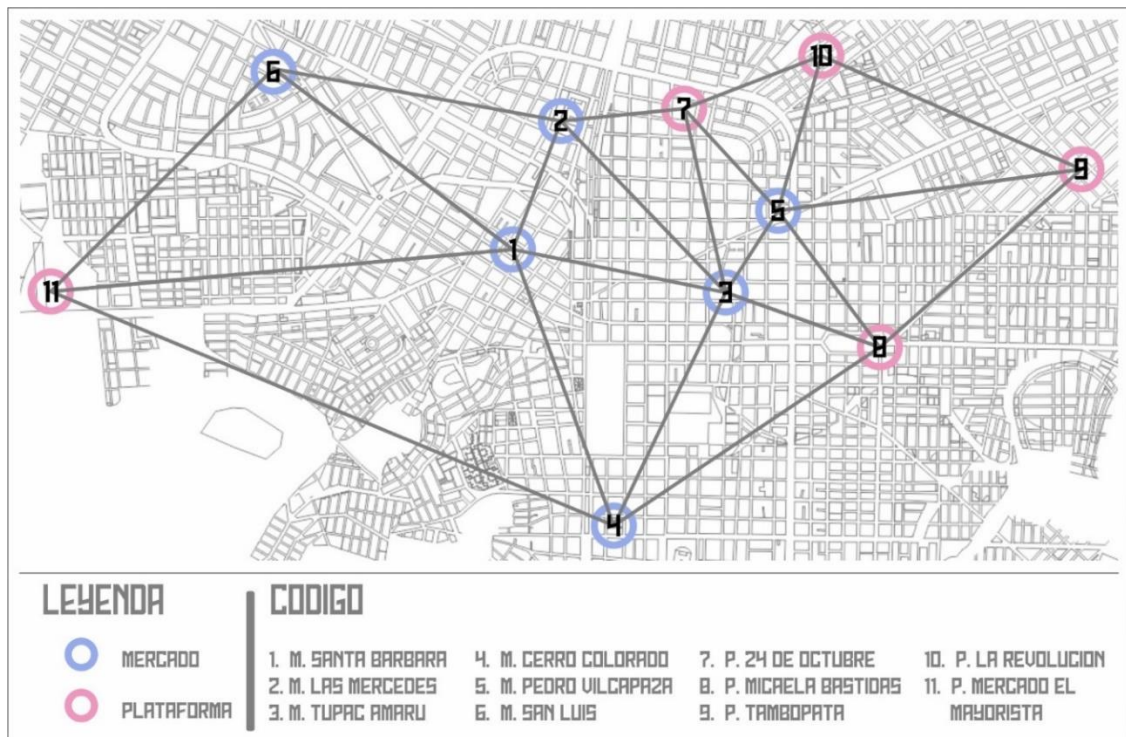 10
6
7
2
9
5
1
11
3
8
4
LEYENDA
MERCADO
PLATAFORMA
CODIGO
1. M. SANTA BARBARA
2. M. LAS MERCEDES
3. M. TUPAC AMARU
4. M. CERRO COLORADO
5. M. PEDRO VILCAPAZA
6. M. SAN LUIS
7. P. 24 DE OCTUBRE
8. P. MICAELA BASTIDAS
9. P. TAMBOPATA
10. P. LA REVOLUCION
11. P. MERCADO EL
MAYORISTA